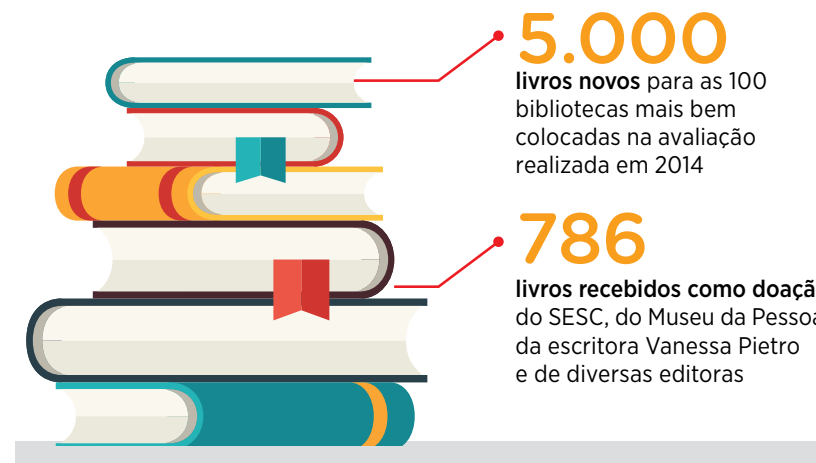 5.000
livros novos para as 100
bibliotecas mais bem
colocadas na avaliação
realizada em 2014
786
livros recebidos como doaçã
do SESC, do Museu da Pessoa
da escritora Vanessa Pietro
e de diversas editoras